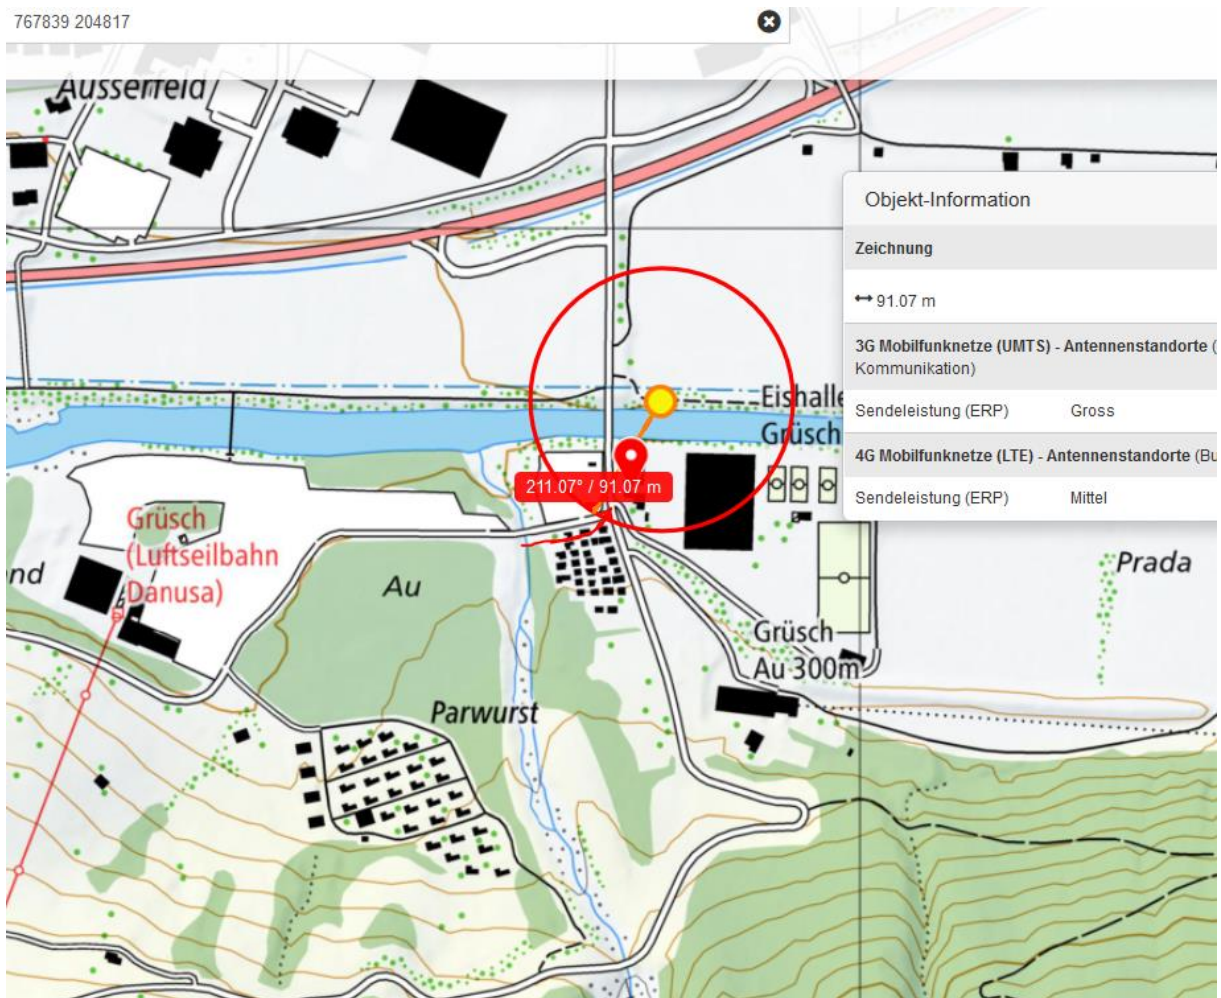 767839 204817
Ausserfeld
Objekt-Information
Zeichnung
91.07 m
3G Mobilfunknetze (UMTS) - Antennenstandorte (
Kommunikation)
Sendeleistung (ERP) Gross
4G Mobilfunknetze (LTE) - Antennenstandorte (Bu
Sendeleistung (ERP) Mittel
Eishalle
Grüsch
211.07° / 91.07 m
Grüsch
(Luftseilbahn
Danusa)
nd
Au
Prada
Grüsch
Au 300m
Parwurst